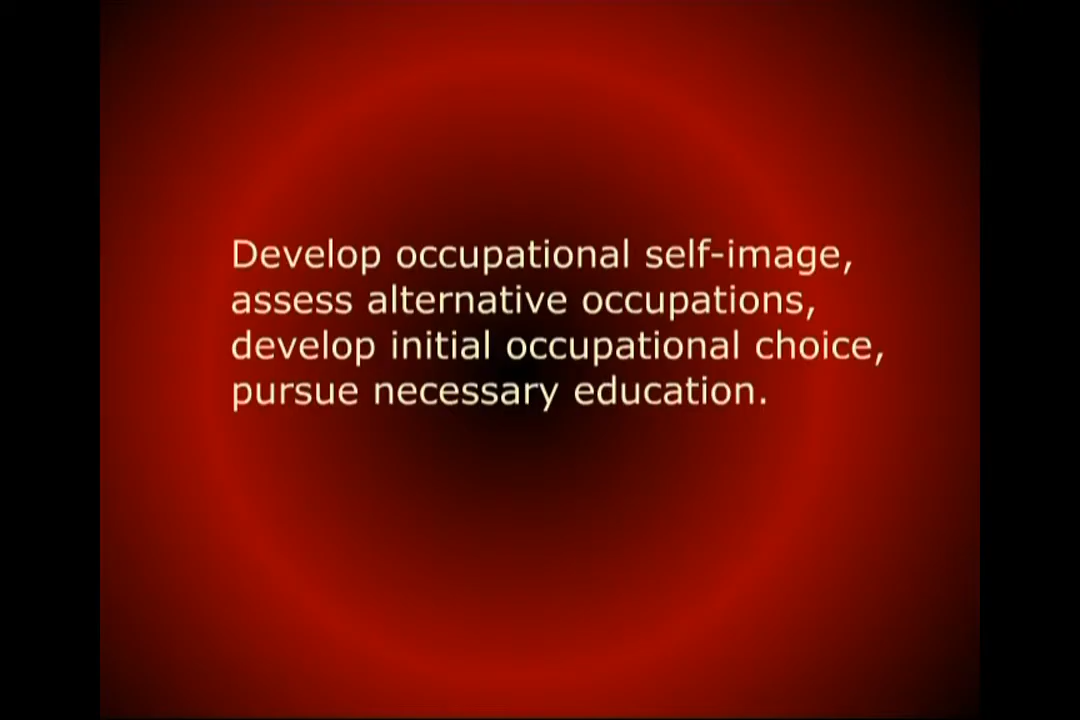 Develop occupational self-image,
assess alternative occupations,
develop initial occupational choice,
pursue necessary education.